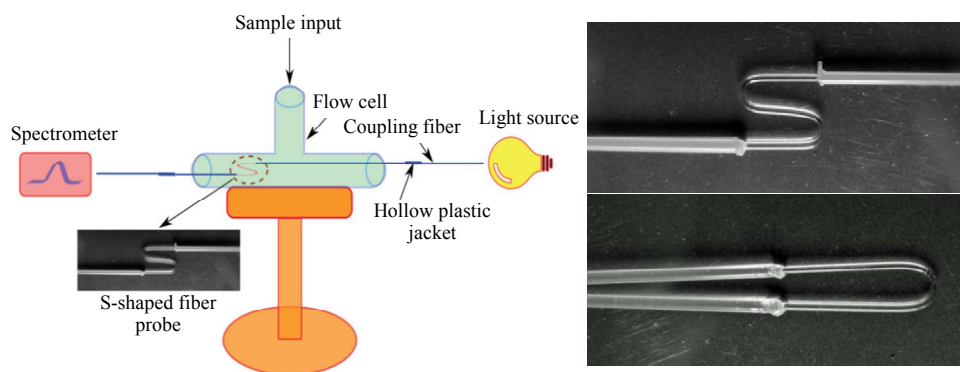 Sample input
Flow cell
Coupling fiber
Light source
Spectrometer
Hollow plastic
jacket
S-shaped fiber
probe